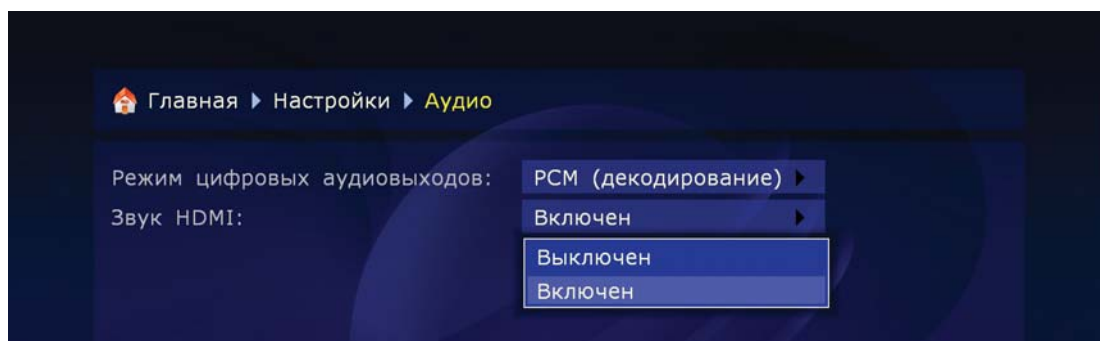 Главная Настройки Аудио
Режим цифровых аудиовыходов: PCM (декодирование)
Звук HDMI: Включен
Выключен
Включен